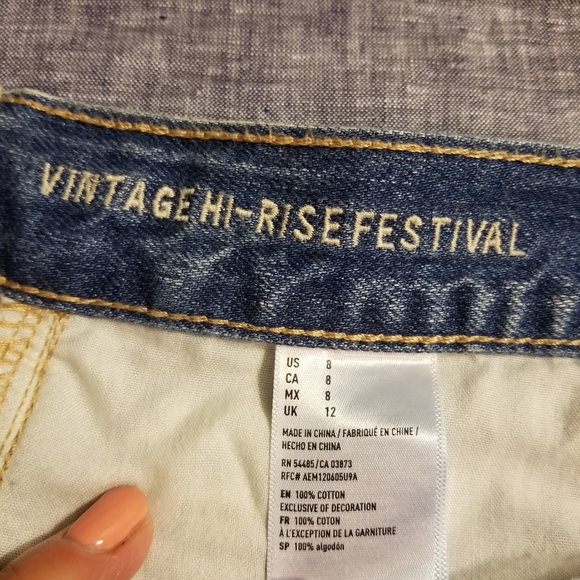 VINTAGE HI-RISE FESTIVAL
US 8
CA 8
MX 8
UK 12
MADE IN CHINA / FABRIQUÉ EN CHINE /
HECHO EN CHINA
RN 54485/CA 03873
RFC# AEM120605U9A
EN 100% COTTON
EXCLUSIVE OF DECORATION
FR 100% COTON
À L'EXCEPTION DE LA GARNITURE
SP 100% algodón